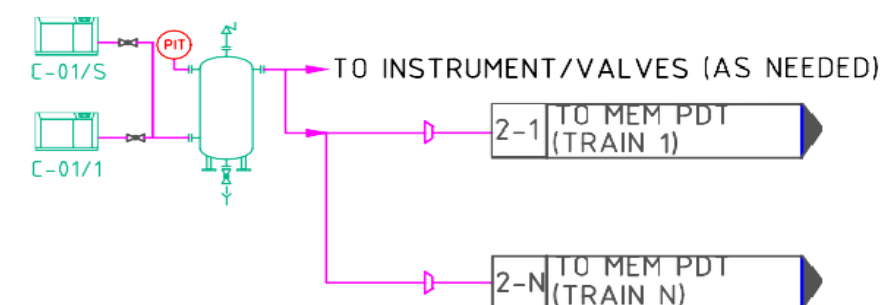 PIT
C-01/S
TO INSTRUMENT/VALVES (AS NEEDED)
2-1
TO MEM PDT
(TRAIN 1)
C-01/1
2-N
TO MEM PDT
(TRAIN N)